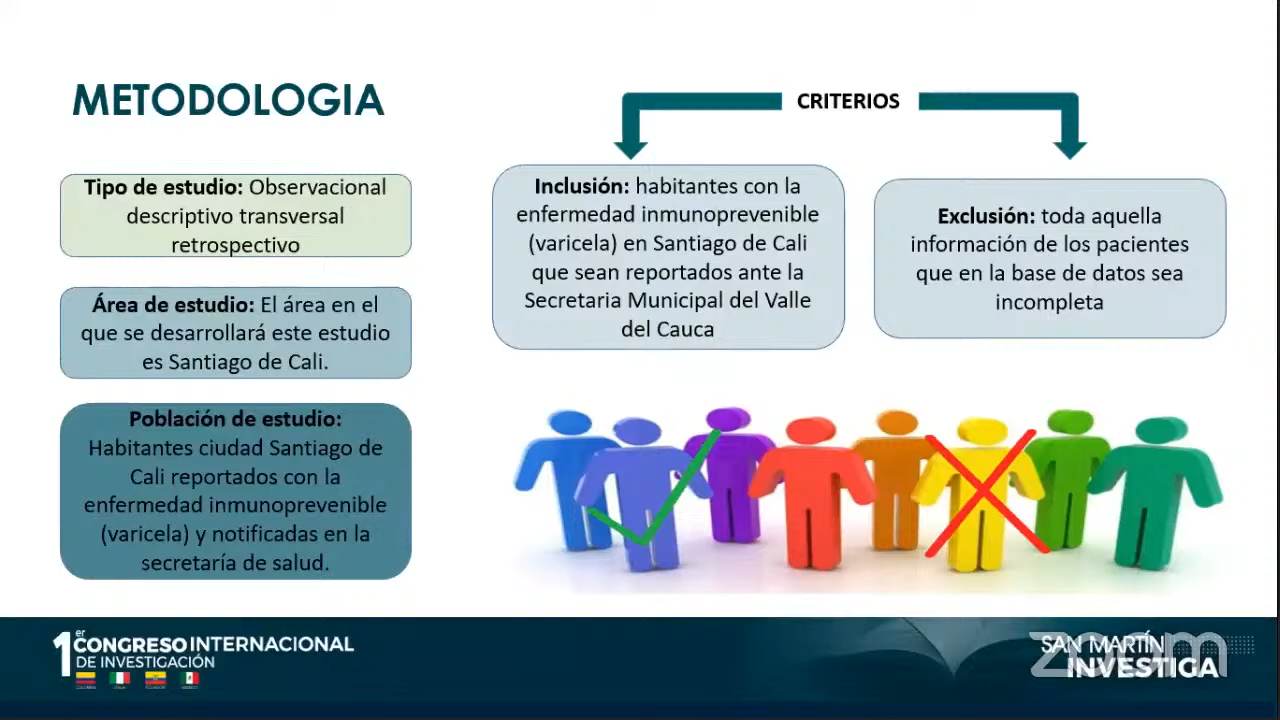 METODOLOGIA
Tipo de estudio: Observacional
descriptivo transversal
retrospectivo
Área de estudio: El área en el
que se desarrollará este estudio
es Santiago de Cali.
Población de estudio:
Habitantes ciudad Santiago de
Cali reportados con la
enfermedad inmunoprevenible
(varicela) y notificadas en la
secretaría de salud.
CRITERIOS
Inclusión: habitantes con la
enfermedad inmunoprevenible
(varicela) en Santiago de Cali
que sean reportados ante la
Secretaria Municipal del Valle
del Cauca
Exclusión: toda aquella
información de los pacientes
que en la base de datos sea
incompleta
1er CONGRESO INTERNACIONAL
DE INVESTIGACIÓN
SAN MARTÍN
INVESTIGA
zoom